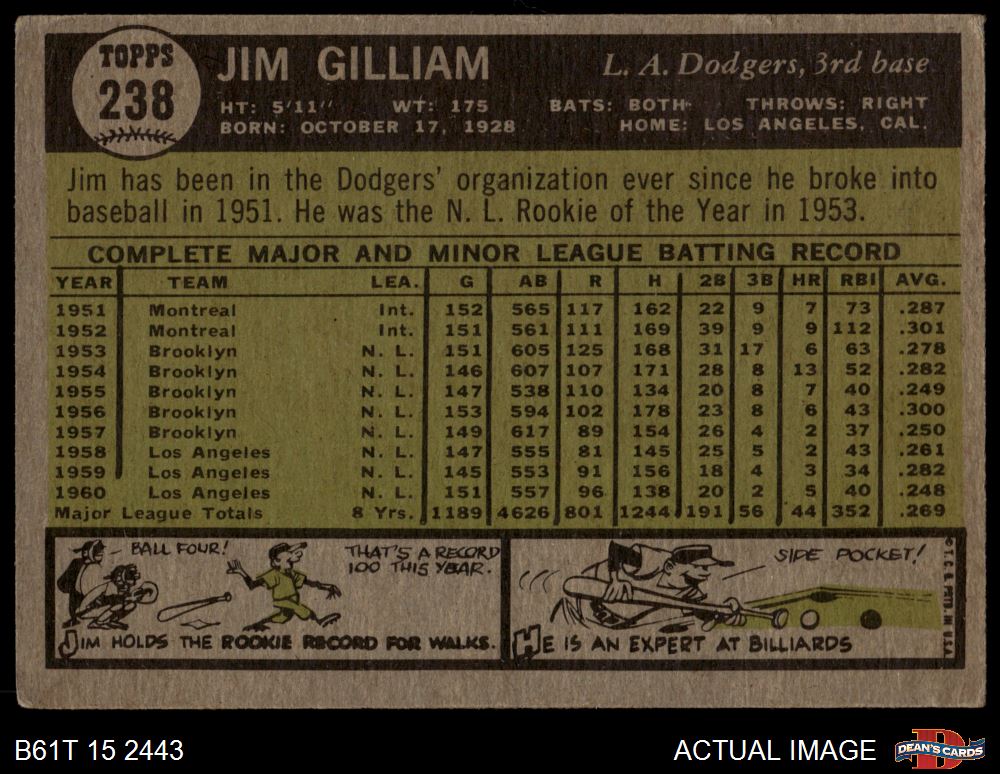 TOPPS
238
JIM GILLIAM
L. A. Dodgers, 3rd base
HT: 5'11" WT: 175 BATS: BOTH THROWS: RIGHT
BORN: OCTOBER 17, 1928 HOME: LOS ANGELES, CAL.
Jim has been in the Dodgers' organization ever since he broke into
baseball in 1951. He was the N. L. Rookie of the Year in 1953.
COMPLETE MAJOR AND MINOR LEAGUE BATTING RECORD
YEAR TEAM LEA. G AB R H 2B 3B HR RBI AVG.
1951 Montreal Int. 152 565 117 162 22 9 7 73 .287
1952 Montreal Int. 151 561 111 169 39 9 9 112 .301
1953 Brooklyn N. L. 151 605 125 168 31 17 6 63 .278
1954 Brooklyn N. L. 146 607 107 171 28 8 13 52 .282
1955 Brooklyn N. L. 147 538 110 134 20 8 7 40 .249
1956 Brooklyn N. L. 153 594 102 178 23 8 6 43 .300
1957 Brooklyn N. L. 149 617 89 154 26 4 2 37 .250
1958 Los Angeles N. L. 147 555 81 145 25 5 2 43 .261
1959 Los Angeles N. L. 145 553 91 156 18 4 3 34 .282
1960 Los Angeles N. L. 151 557 96 138 20 2 5 40 .248
Major League Totals 8 Yrs. 1189 4626 801 1244 191 56 44 352 .269
BALL FOUR!
THAT'S A RECORD
100 THIS YEAR.
JIM HOLDS THE ROOKIE RECORD FOR WALKS.
SIDE POCKET!
HE IS AN EXPERT AT BILLIARDS
© T. C. G. PRTD. IN U.S.A.
B61T 15 2443
ACTUAL IMAGE
D
DEAN'S CARDS